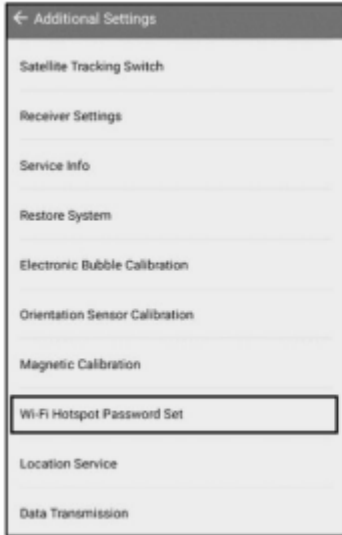 ← Additional Settings
Satellite Tracking Switch
Receiver Settings
Service Info
Restore System
Electronic Bubble Calibration
Orientation Sensor Calibration
Magnetic Calibration
Wi-Fi Hotspot Password Set
Location Service
Data Transmission